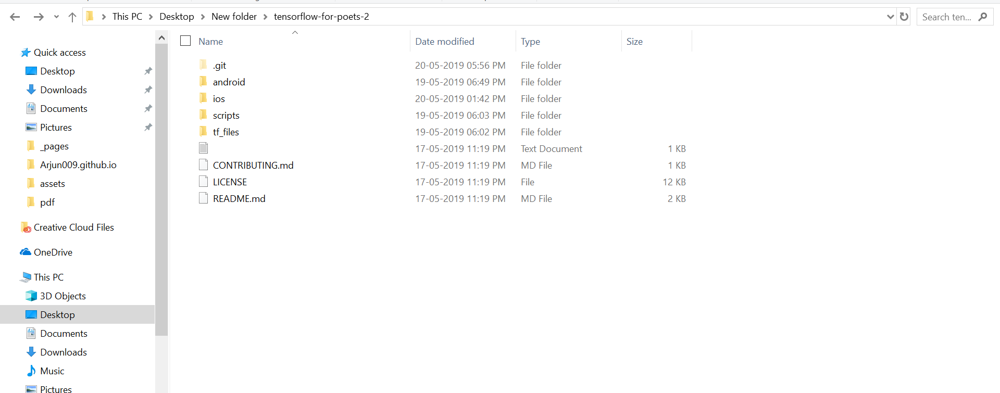 This PC > Desktop > New folder > tensorflow-for-poets-2
Search ten...
Quick access
Desktop
Downloads
Documents
Pictures
_pages
Arjun009.github.io
assets
pdf
Creative Cloud Files
OneDrive
This PC
3D Objects
Desktop
Documents
Downloads
Music
Pictures
Name Date modified Type Size
.git 20-05-2019 05:56 PM File folder
android 19-05-2019 06:49 PM File folder
ios 20-05-2019 01:42 PM File folder
scripts 19-05-2019 06:03 PM File folder
tf_files 19-05-2019 06:02 PM File folder
17-05-2019 11:19 PM Text Document 1 KB
CONTRIBUTING.md 17-05-2019 11:19 PM MD File 1 KB
LICENSE 17-05-2019 11:19 PM File 12 KB
README.md 17-05-2019 11:19 PM MD File 2 KB